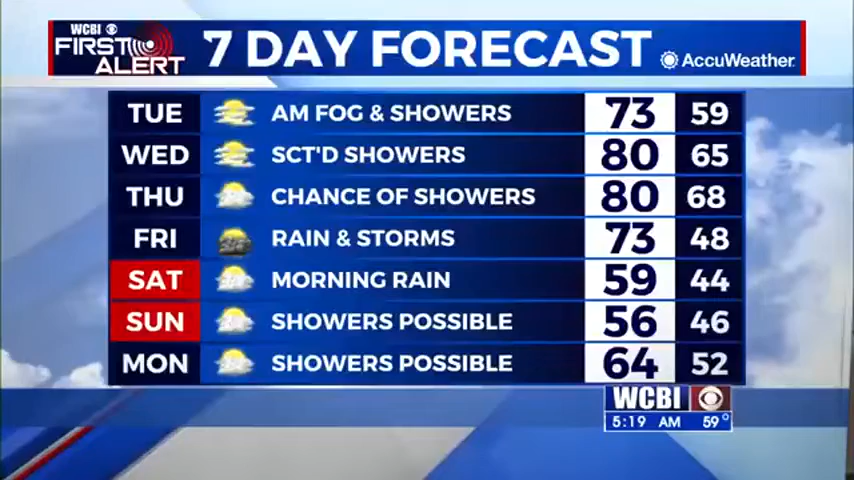 WCBI
FIRST ALERT
7 DAY FORECAST
AccuWeather
TUE AM FOG & SHOWERS 73 59
WED SCT'D SHOWERS 80 65
THU CHANCE OF SHOWERS 80 68
FRI RAIN & STORMS 73 48
SAT MORNING RAIN 59 44
SUN SHOWERS POSSIBLE 56 46
MON SHOWERS POSSIBLE 64 52
WCBI
5:19 AM 59°